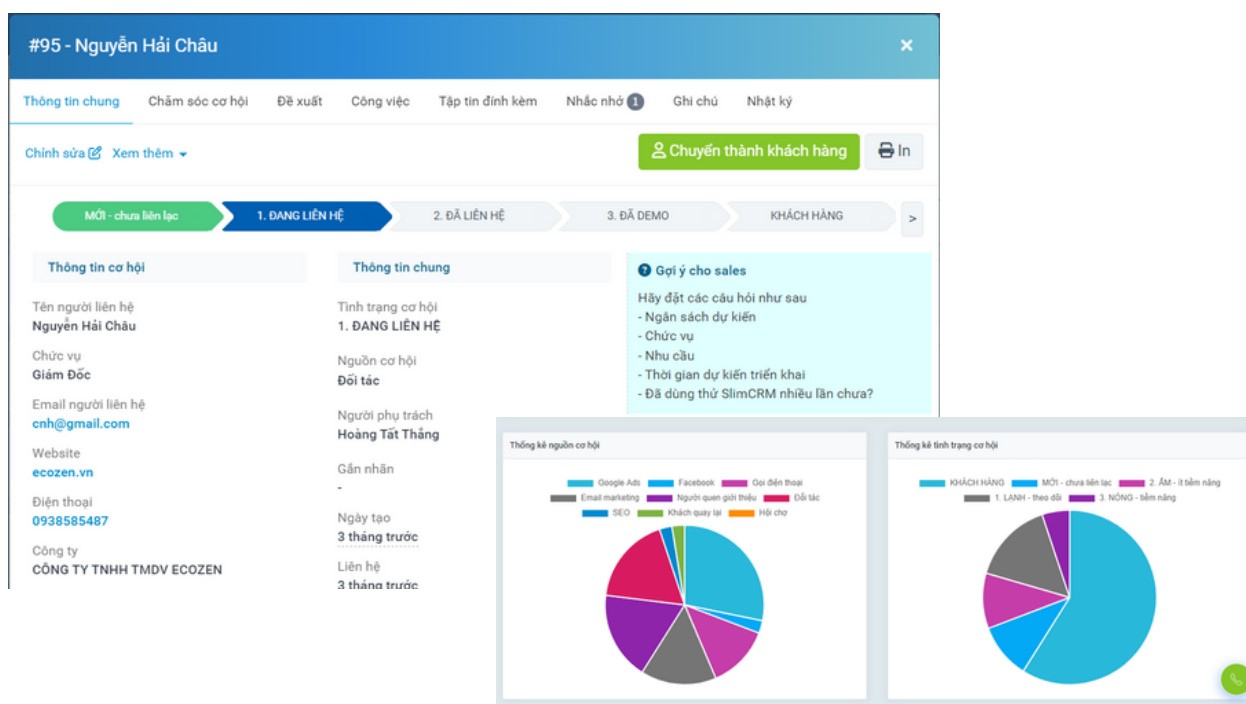 #95 - Nguyễn Hải Châu
×
Thông tin chung Chăm sóc cơ hội Đề xuất Công việc Tập tin đính kèm Nhắc nhở 1 Ghi chú Nhật ký
Chỉnh sửa Xem thêm
Chuyển thành khách hàng
In
MỚI - chưa liên lạc 1. ĐANG LIÊN HỆ 2. ĐÃ LIÊN HỆ 3. ĐÃ DEMO KHÁCH HÀNG >
Thông tin cơ hội
Tên người liên hệ
Nguyễn Hải Châu
Chức vụ
Giám Đốc
Email người liên hệ
cnh@gmail.com
Website
ecozen.vn
Điện thoại
0938585487
Công ty
CÔNG TY TNHH TMDV ECOZEN
Thông tin chung
Tình trạng cơ hội
1. ĐANG LIÊN HỆ
Nguồn cơ hội
Đối tác
Người phụ trách
Hoàng Tất Thắng
Gắn nhãn
-
Ngày tạo
3 tháng trước
Liên hệ
3 tháng trước
? Gợi ý cho sales
Hãy đặt các câu hỏi như sau
- Ngân sách dự kiến
- Chức vụ
- Nhu cầu
- Thời gian dự kiến triển khai
- Đã dùng thử SlimCRM nhiều lần chưa?
Thống kê nguồn cơ hội
Google Ads Facebook Gọi điện thoại
Email marketing Người quen giới thiệu Đối tác
SEO Khách quay lại Hội chợ
Thống kê tình trạng cơ hội
KHÁCH HÀNG MỚI - chưa liên lạc 2. ẤM - ít tiềm năng
1. LẠNH - theo dõi 3. NÓNG - tiềm năng